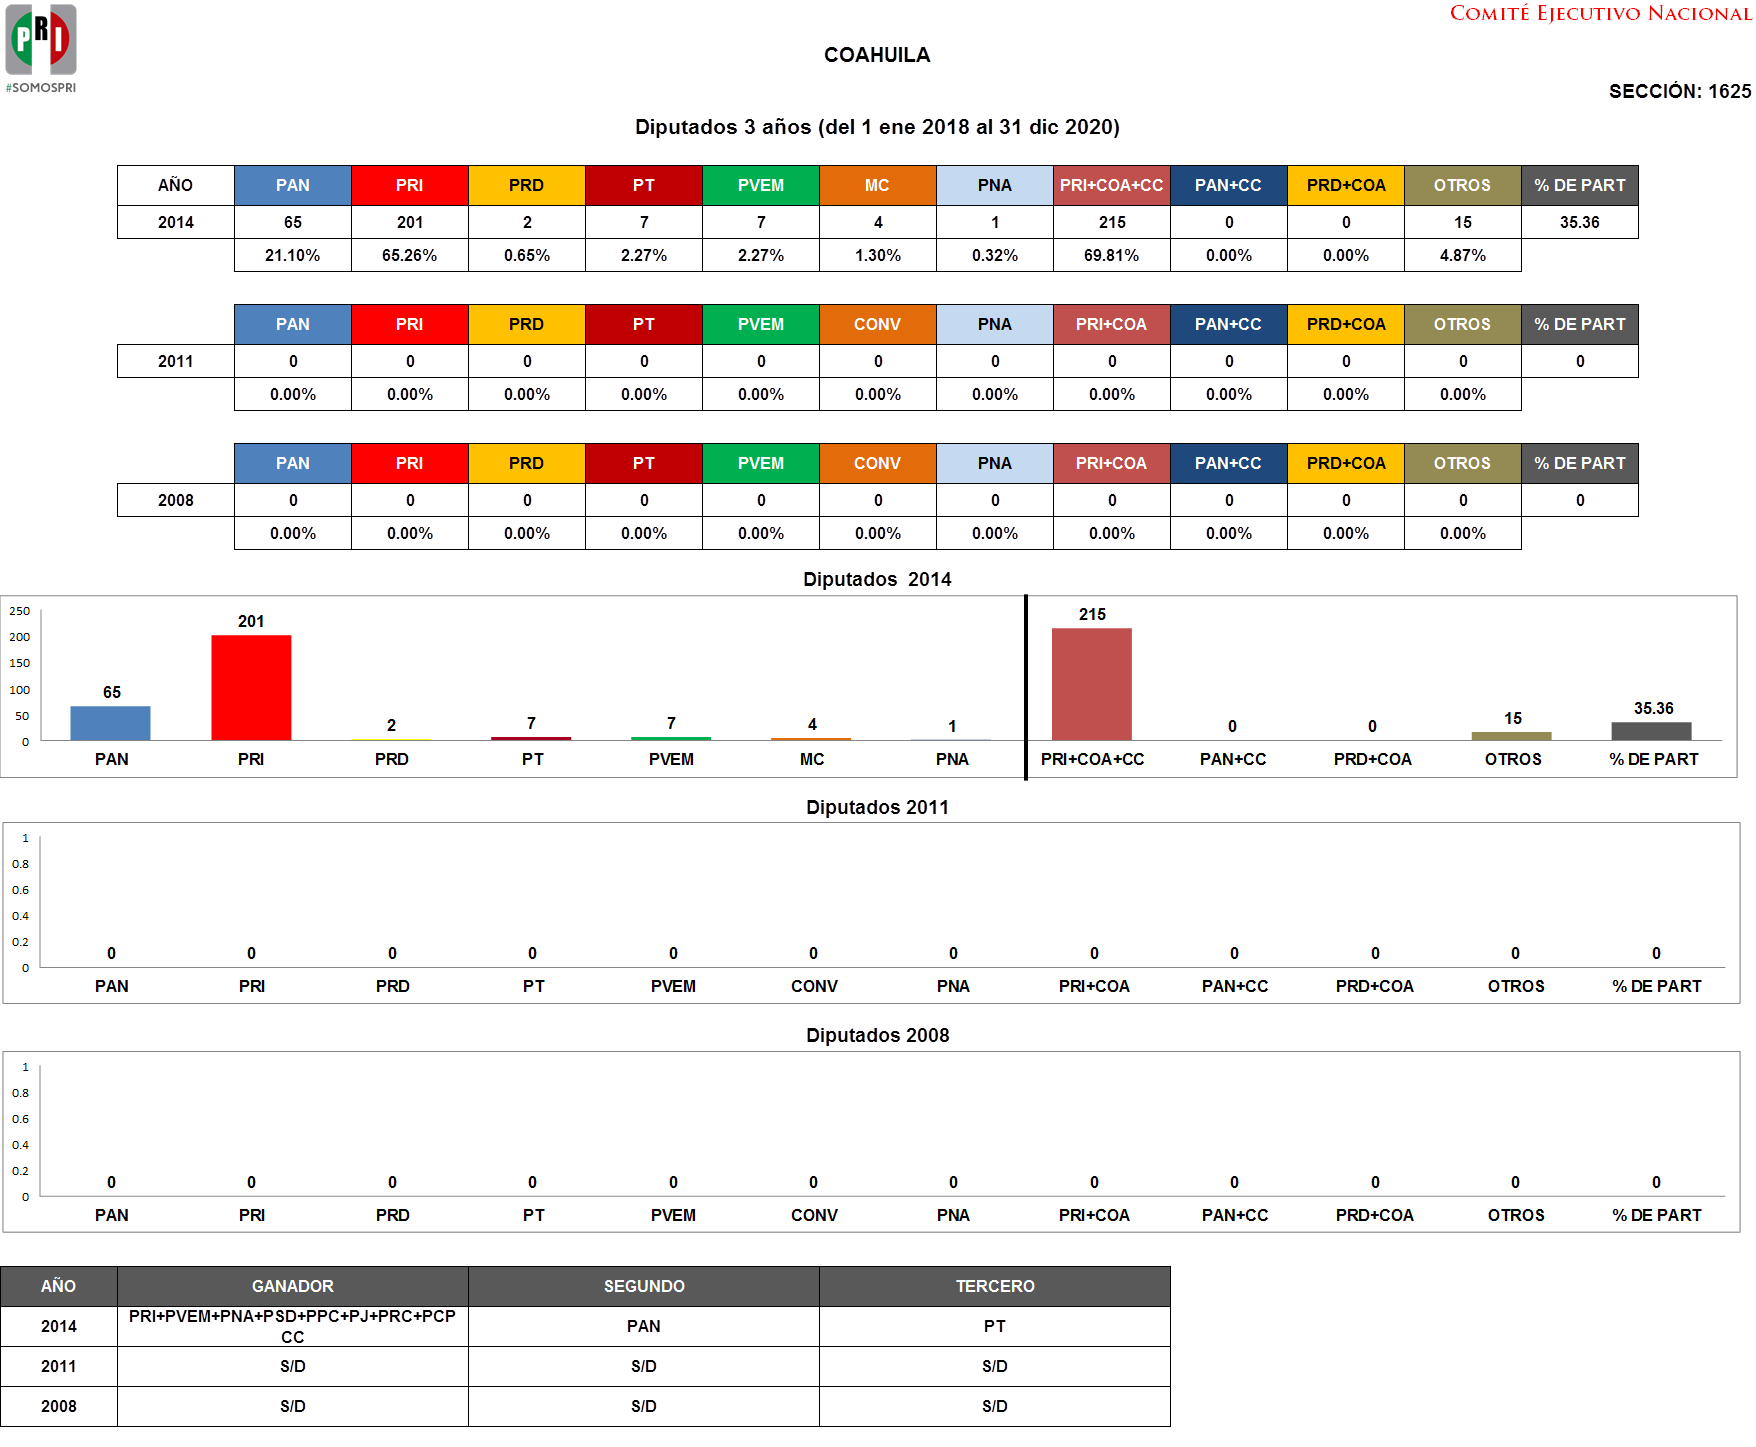 PRI
#SOMOSPRI
COMITÉ EJECUTIVO NACIONAL
COAHUILA
SECCIÓN: 1625
Diputados 3 años (del 1 ene 2018 al 31 dic 2020)
AÑO PAN PRI PRD PT PVEM MC PNA PRI+COA+CC PAN+CC PRD+COA OTROS % DE PART
2014 65 201 2 7 7 4 1 215 0 0 15 35.36
21.10% 65.26% 0.65% 2.27% 2.27% 1.30% 0.32% 69.81% 0.00% 0.00% 4.87%
PAN PRI PRD PT PVEM CONV PNA PRI+COA PAN+CC PRD+COA OTROS % DE PART
2011 0 0 0 0 0 0 0 0 0 0 0 0
0.00% 0.00% 0.00% 0.00% 0.00% 0.00% 0.00% 0.00% 0.00% 0.00% 0.00%
PAN PRI PRD PT PVEM CONV PNA PRI+COA PAN+CC PRD+COA OTROS % DE PART
2008 0 0 0 0 0 0 0 0 0 0 0 0
0.00% 0.00% 0.00% 0.00% 0.00% 0.00% 0.00% 0.00% 0.00% 0.00% 0.00%
Diputados 2014
250
200
150
100
50
0
65 201 2 7 7 4 1 215 0 0 15 35.36
PAN PRI PRD PT PVEM MC PNA PRI+COA+CC PAN+CC PRD+COA OTROS % DE PART
Diputados 2011
1
0.8
0.6
0.4
0.2
0
0 0 0 0 0 0 0 0 0 0 0 0
PAN PRI PRD PT PVEM CONV PNA PRI+COA PAN+CC PRD+COA OTROS % DE PART
Diputados 2008
1
0.8
0.6
0.4
0.2
0
0 0 0 0 0 0 0 0 0 0 0 0
PAN PRI PRD PT PVEM CONV PNA PRI+COA PAN+CC PRD+COA OTROS % DE PART
AÑO GANADOR SEGUNDO TERCERO
2014 PRI+PVEM+PNA+PSD+PPC+PJ+PRC+PCP CC PAN PT
2011 S/D S/D S/D
2008 S/D S/D S/D